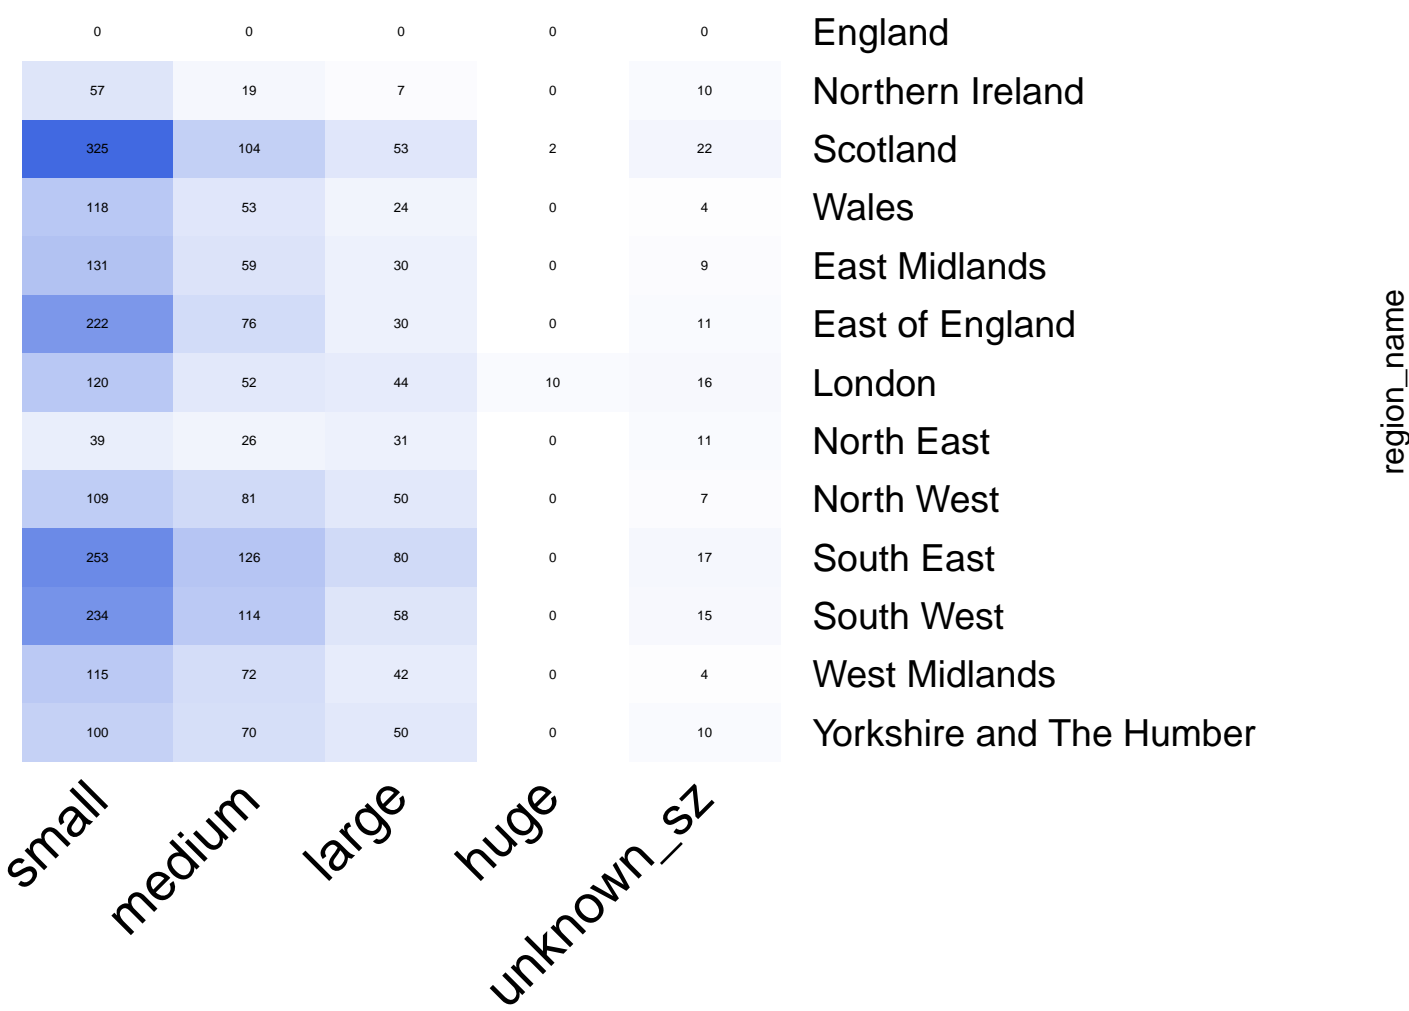 0 0 0 0 0 England
57 19 7 0 10 Northern Ireland
325 104 53 2 22 Scotland
118 53 24 0 4 Wales
131 59 30 0 9 East Midlands
222 76 30 0 11 East of England
120 52 44 10 16 London
39 26 31 0 11 North East
109 81 50 0 7 North West
253 126 80 0 17 South East
234 114 58 0 15 South West
115 72 42 0 4 West Midlands
100 70 50 0 10 Yorkshire and The Humber
small medium large huge unknown_sz
region_name